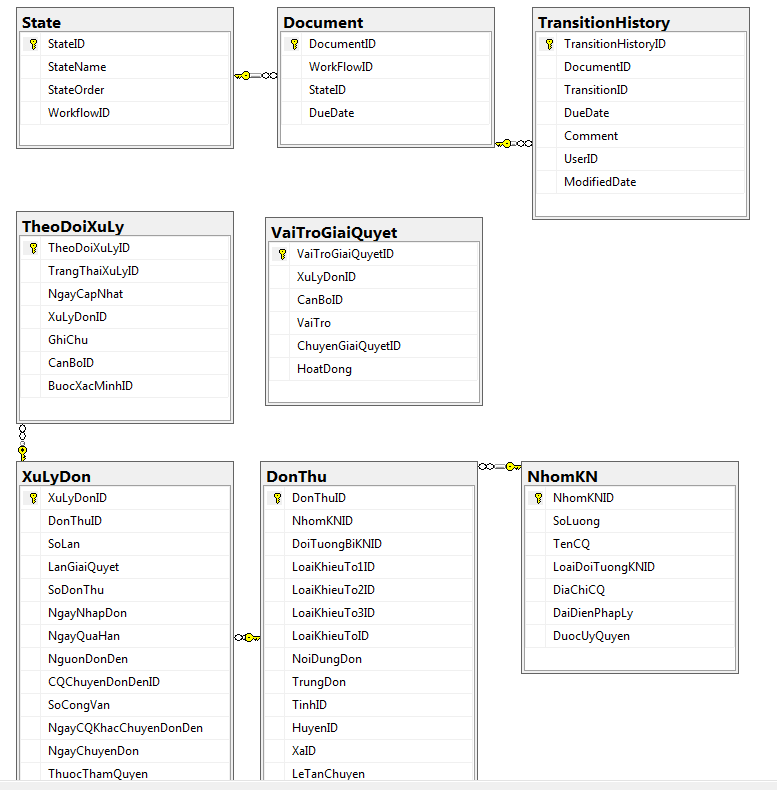 State
StateID
StateName
StateOrder
WorkflowID
Document
DocumentID
WorkFlowID
StateID
DueDate
TransitionHistory
TransitionHistoryID
DocumentID
TransitionID
DueDate
Comment
UserID
ModifiedDate
TheoDoiXuLy
TheoDoiXuLyID
TrangThaiXuLyID
NgayCapNhat
XuLyDonID
GhiChu
CanBoID
BuocXacMinhID
VaiTroGiaiQuyet
VaiTroGiaiQuyetID
XuLyDonID
CanBoID
VaiTro
ChuyenGiaiQuyetID
HoatDong
XuLyDon
XuLyDonID
DonThuID
SoLan
LanGiaiQuyet
SoDonThu
NgayNhapDon
NgayQuaHan
NguonDonDen
CQChuyenDonDenID
SoCongVan
NgayCQKhacChuyenDonDen
NgayChuyenDon
ThuocThamQuyen
DonThu
DonThuID
NhomKNID
DoiTuongBiKNID
LoaiKhieuTo1ID
LoaiKhieuTo2ID
LoaiKhieuTo3ID
LoaiKhieuToID
NoiDungDon
TrungDon
TinhID
HuyenID
XaID
LeTanChuyen
NhomKN
NhomKNID
SoLuong
TenCQ
LoaiDoiTuongKNID
DiaChiCQ
DaiDienPhapLy
DuocUyQuyen